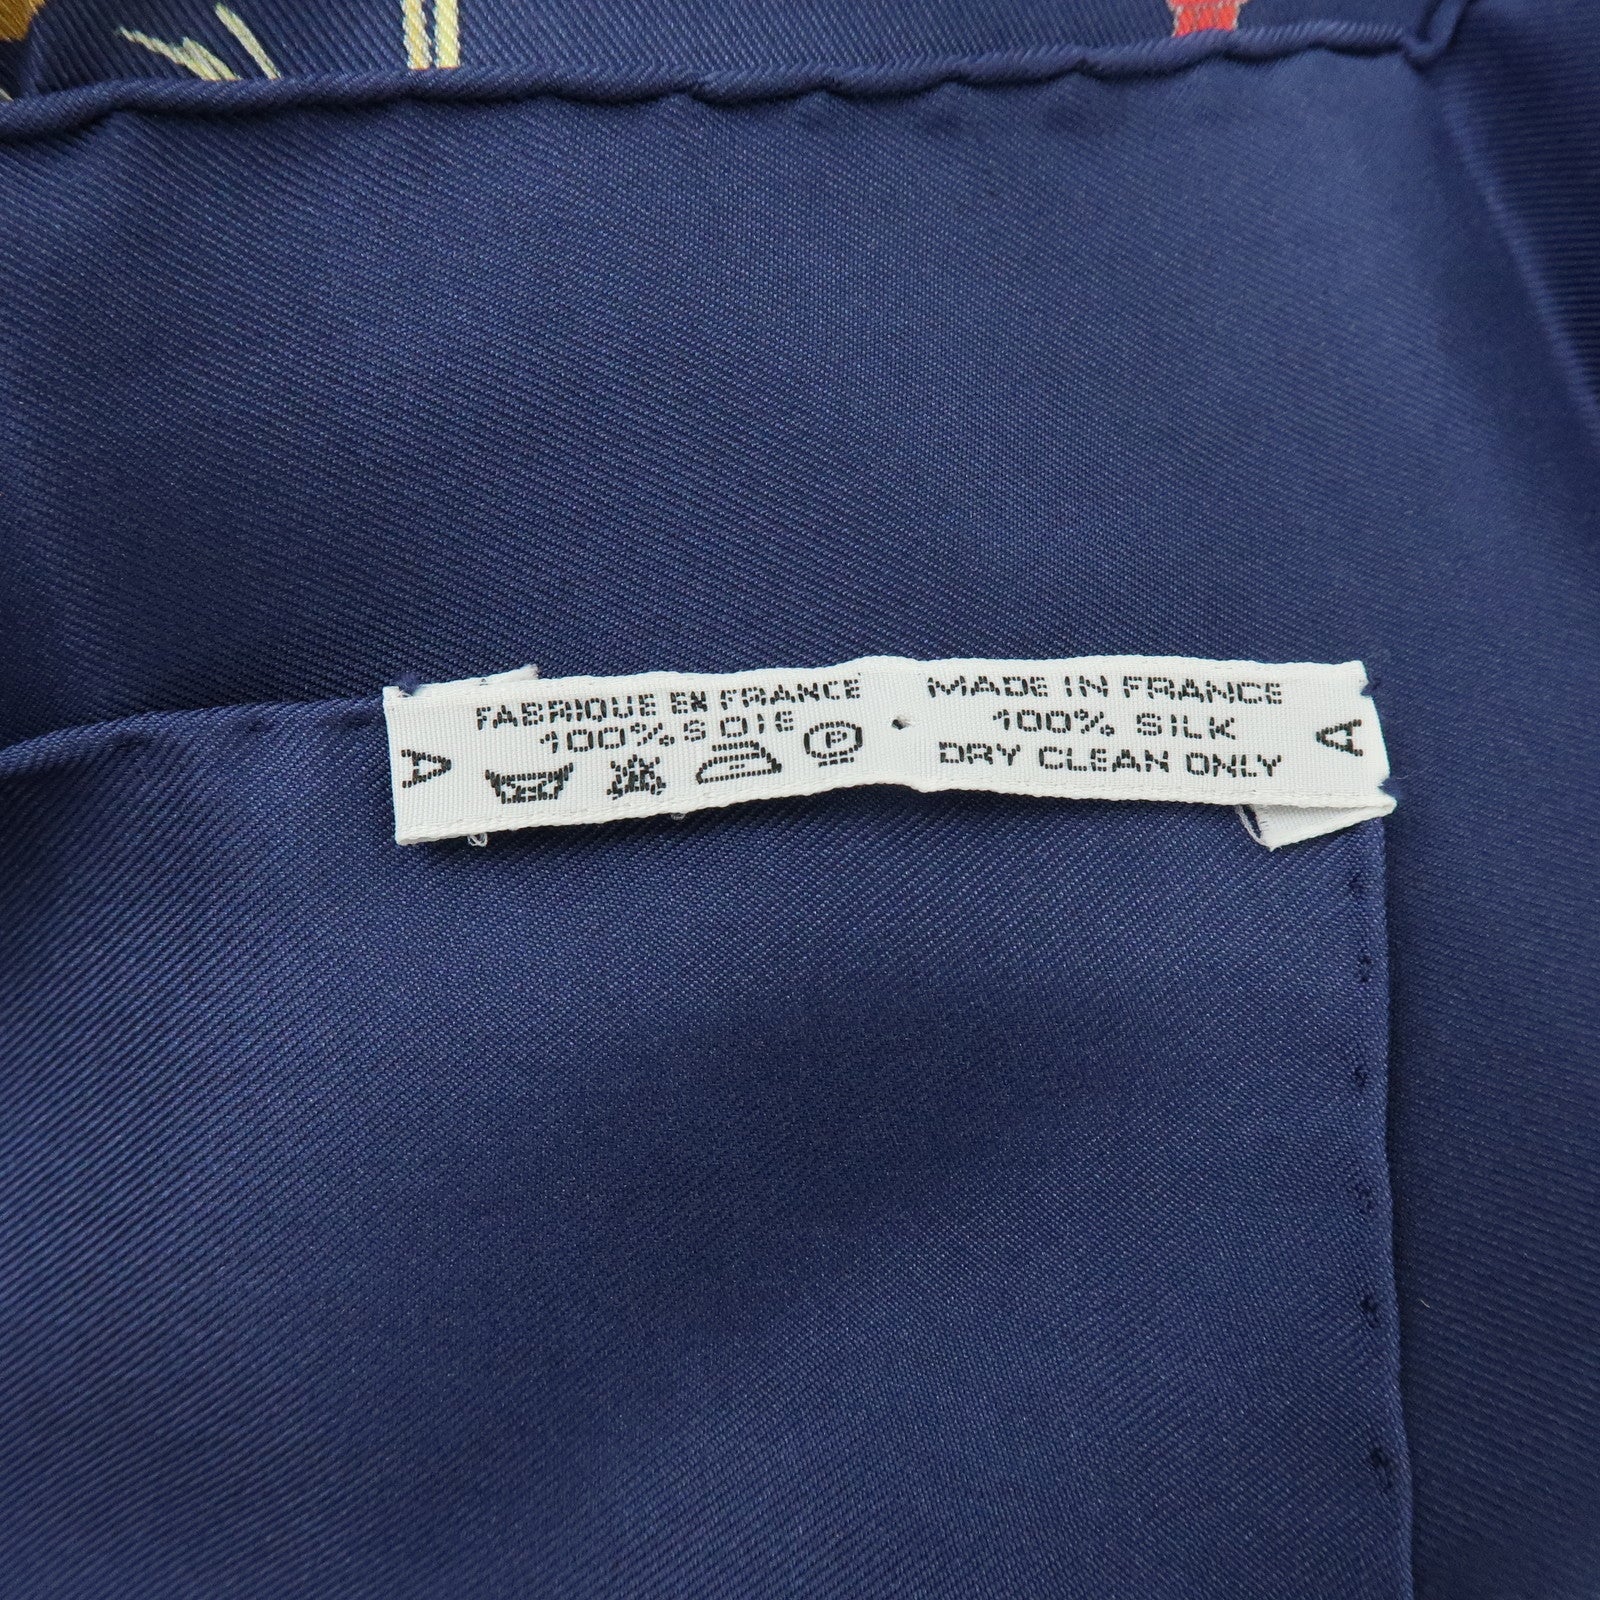 A
FABRIQUE EN FRANCE
100% SOIE
P
MADE IN FRANCE
100% SILK
DRY CLEAN ONLY
A